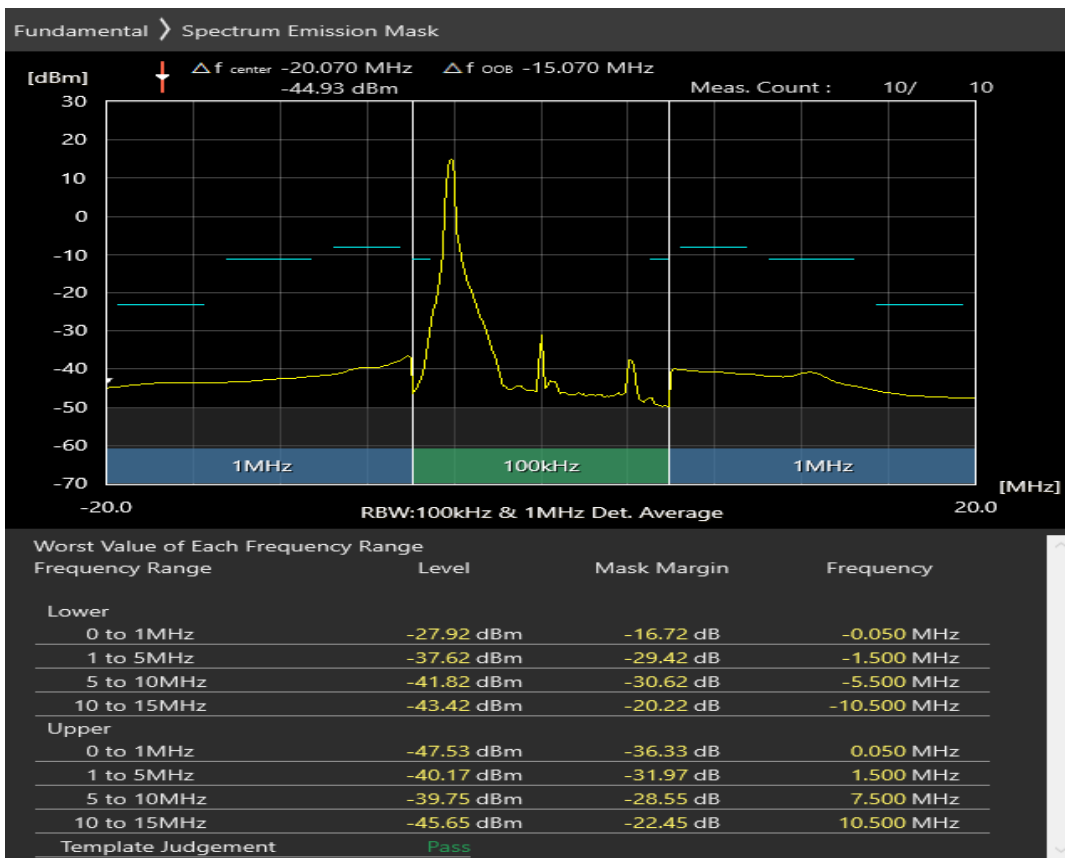 Fundamental ❯ Spectrum Emission Mask
[dBm] △f center -20.070 MHz △f OOB -15.070 MHz
-44.93 dBm Meas. Count : 10/ 10
30
20
10
0
-10
-20
-30
-40
-50
-60
1MHz 100kHz 1MHz
-70 [MHz]
-20.0 RBW:100kHz & 1MHz Det. Average 20.0
Worst Value of Each Frequency Range
Frequency Range Level Mask Margin Frequency
Lower
0 to 1MHz -27.92 dBm -16.72 dB -0.050 MHz
1 to 5MHz -37.62 dBm -29.42 dB -1.500 MHz
5 to 10MHz -41.82 dBm -30.62 dB -5.500 MHz
10 to 15MHz -43.42 dBm -20.22 dB -10.500 MHz
Upper
0 to 1MHz -47.53 dBm -36.33 dB 0.050 MHz
1 to 5MHz -40.17 dBm -31.97 dB 1.500 MHz
5 to 10MHz -39.75 dBm -28.55 dB 7.500 MHz
10 to 15MHz -45.65 dBm -22.45 dB 10.500 MHz
Template Judgement Pass